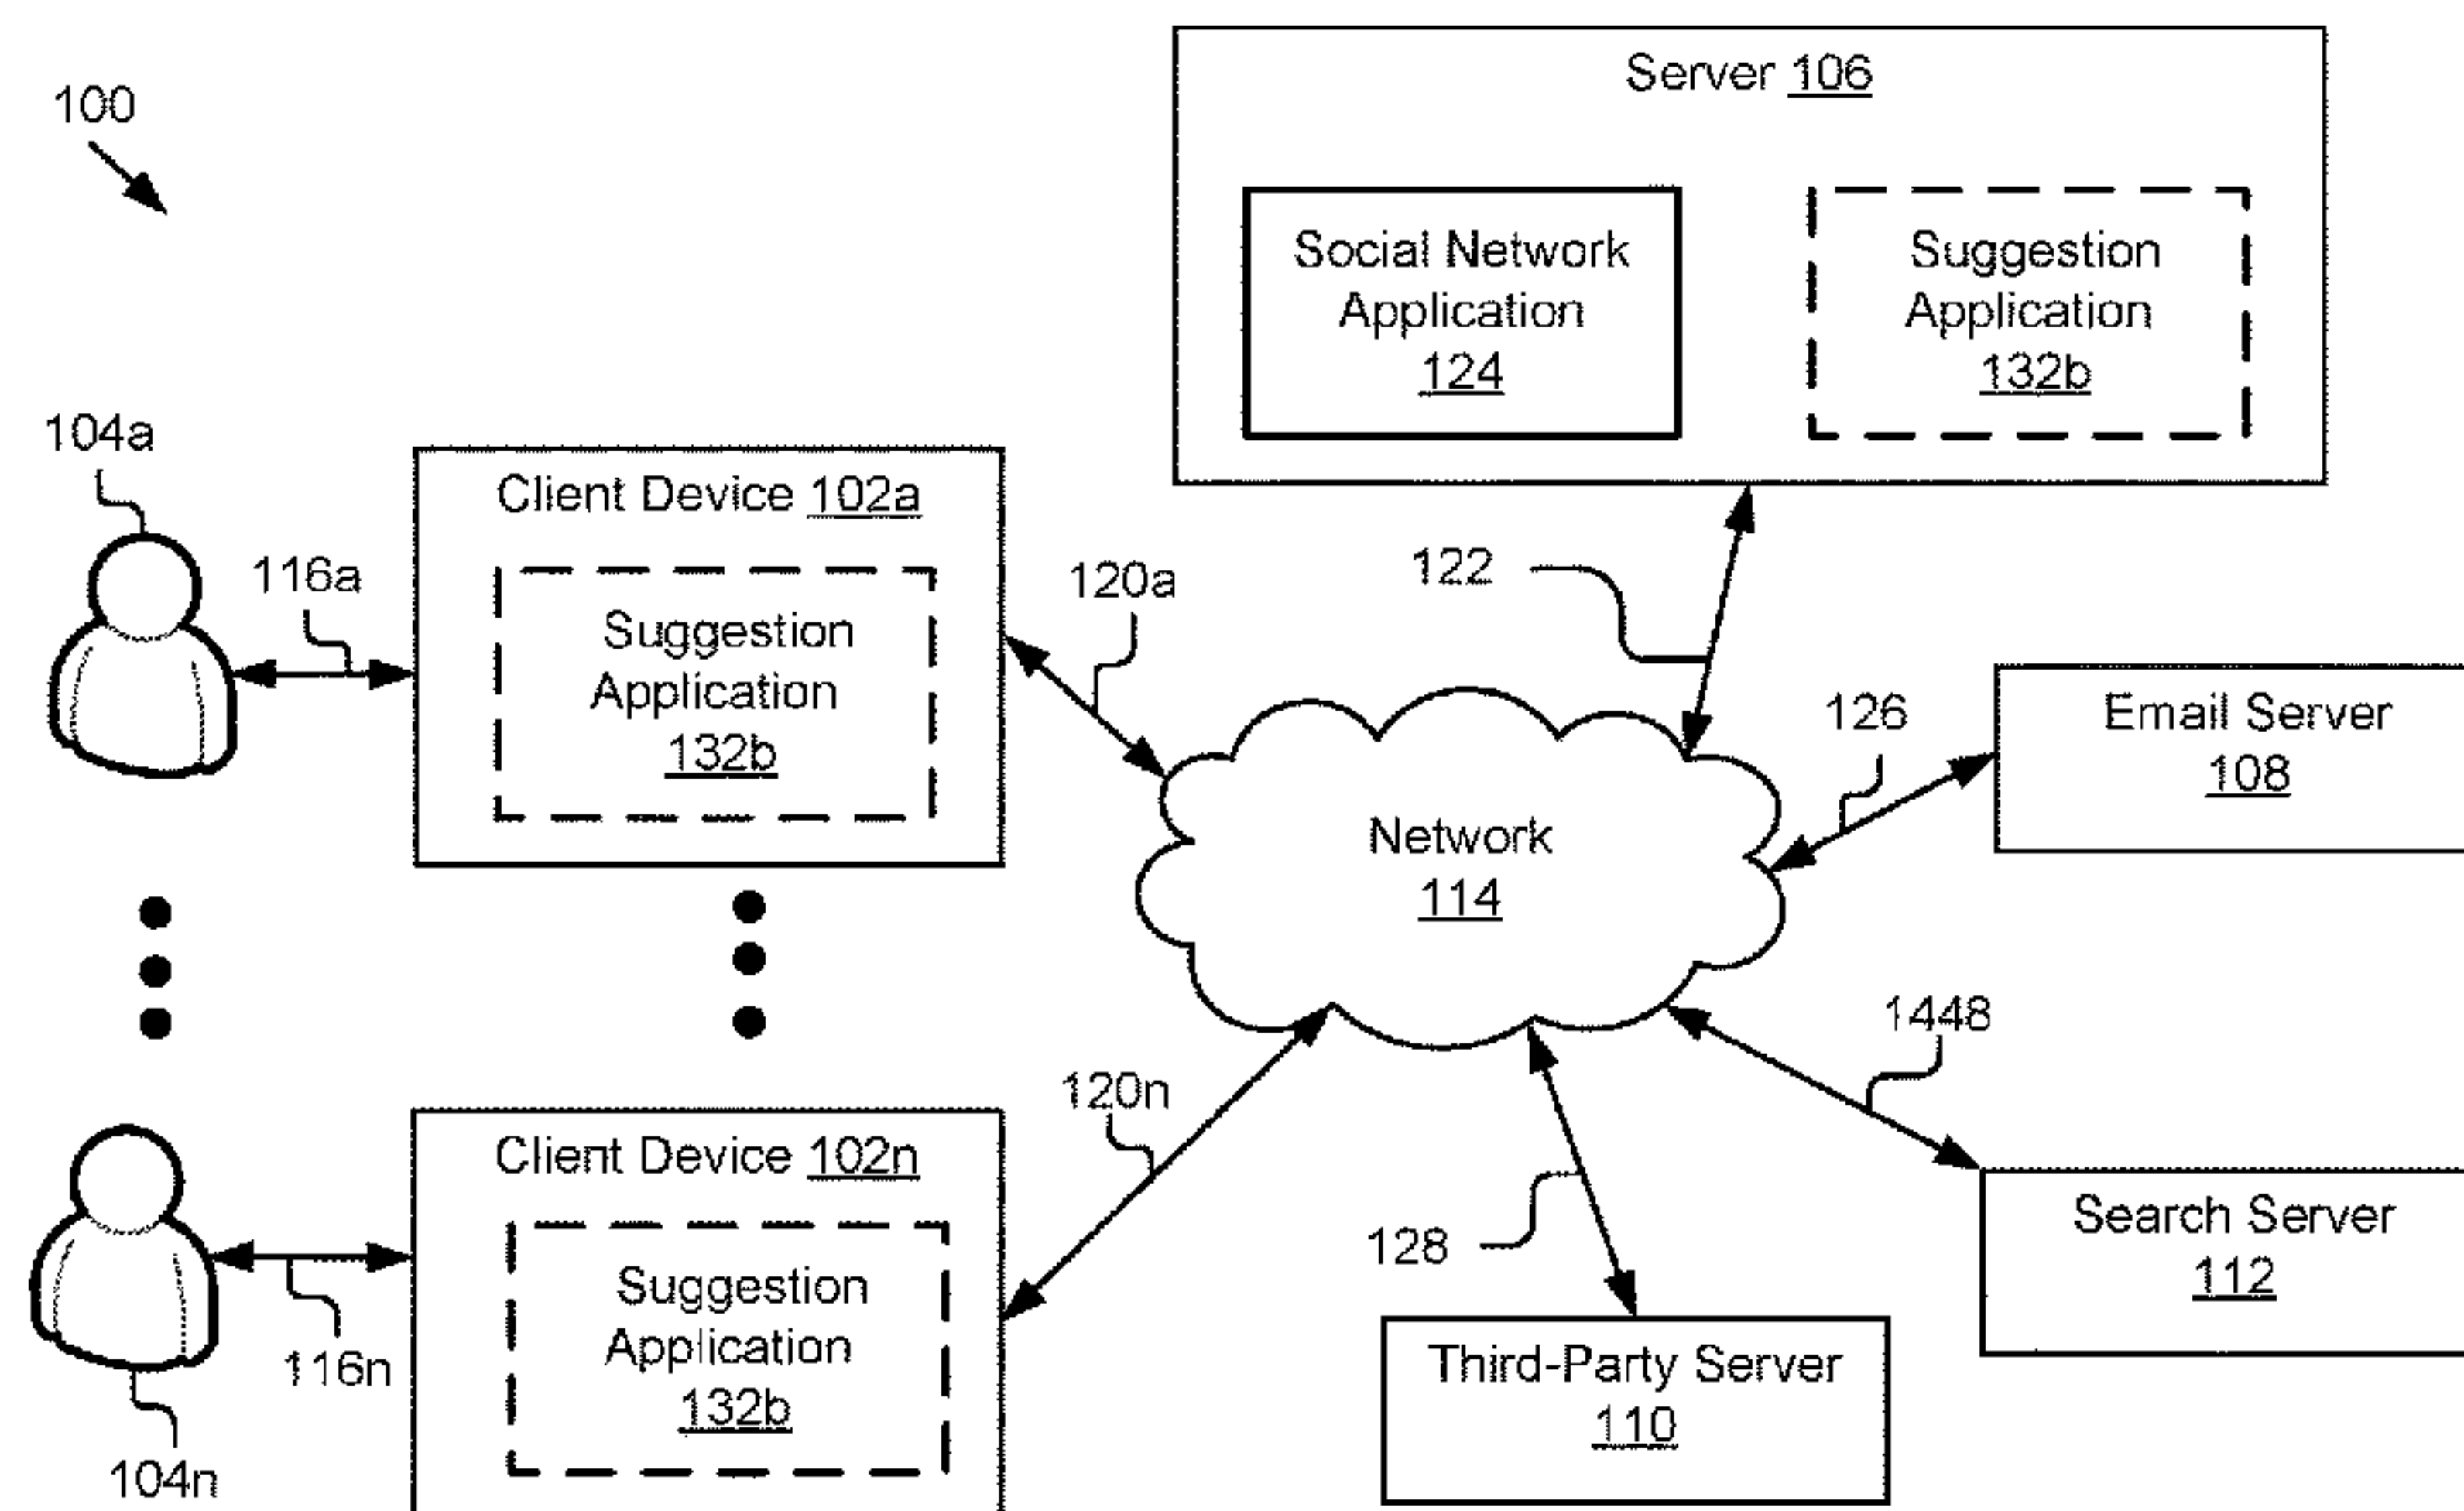 100
Server 106
Social Network
Application
124
Suggestion
Application
132b
104a
116a
Client Device 102a
Suggestion
Application
132b
120a
122
126
Email Server
108
Network
114
1448
120n
128
Client Device 102n
Suggestion
Application
132b
116n
104n
Third-Party Server
110
Search Server
112